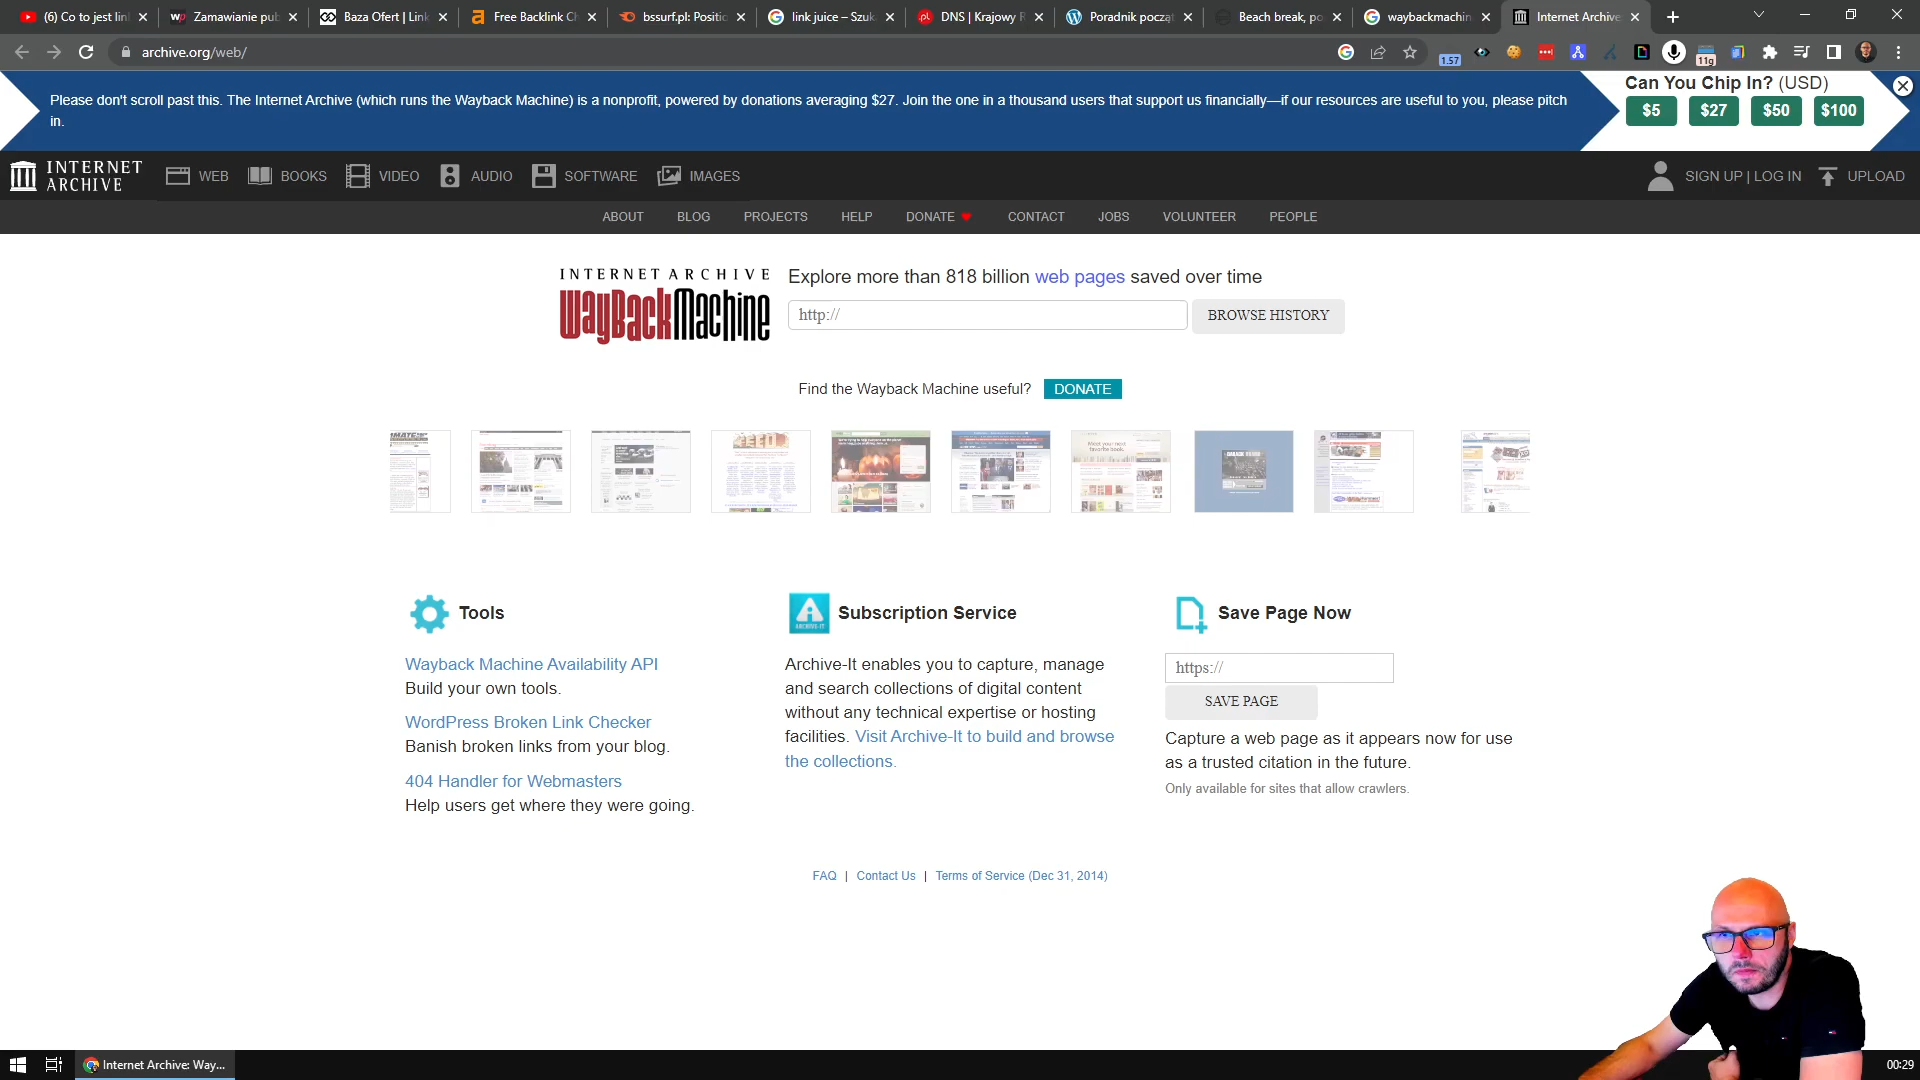 (6) Co to jest lin
Zamawianie pub
Baza Ofert | Link
Free Backlink Ch
bssurf.pl: Positio
link juice – Szuk
DNS | Krajowy R
Poradnik począt
Beach break, po
waybackmachin
Internet Archive
archive.org/web/
1.57
11g
Please don't scroll past this. The Internet Archive (which runs the Wayback Machine) is a nonprofit, powered by donations averaging $27. Join the one in a thousand users that support us financially—if our resources are useful to you, please pitch
in.
Can You Chip In? (USD)
$5 $27 $50 $100
INTERNET
ARCHIVE
WEB BOOKS VIDEO AUDIO SOFTWARE IMAGES
SIGN UP | LOG IN UPLOAD
ABOUT BLOG PROJECTS HELP DONATE CONTACT JOBS VOLUNTEER PEOPLE
INTERNET ARCHIVE
WayBackMachine
Explore more than 818 billion web pages saved over time
http://
BROWSE HISTORY
Find the Wayback Machine useful? DONATE
Tools
Wayback Machine Availability API
Build your own tools.
WordPress Broken Link Checker
Banish broken links from your blog.
404 Handler for Webmasters
Help users get where they were going.
ARCHIVE-IT
Subscription Service
Archive-It enables you to capture, manage
and search collections of digital content
without any technical expertise or hosting
facilities. Visit Archive-It to build and browse
the collections.
Save Page Now
https://
SAVE PAGE
Capture a web page as it appears now for use
as a trusted citation in the future.
Only available for sites that allow crawlers.
FAQ | Contact Us | Terms of Service (Dec 31, 2014)
Internet Archive: Way...
00:29